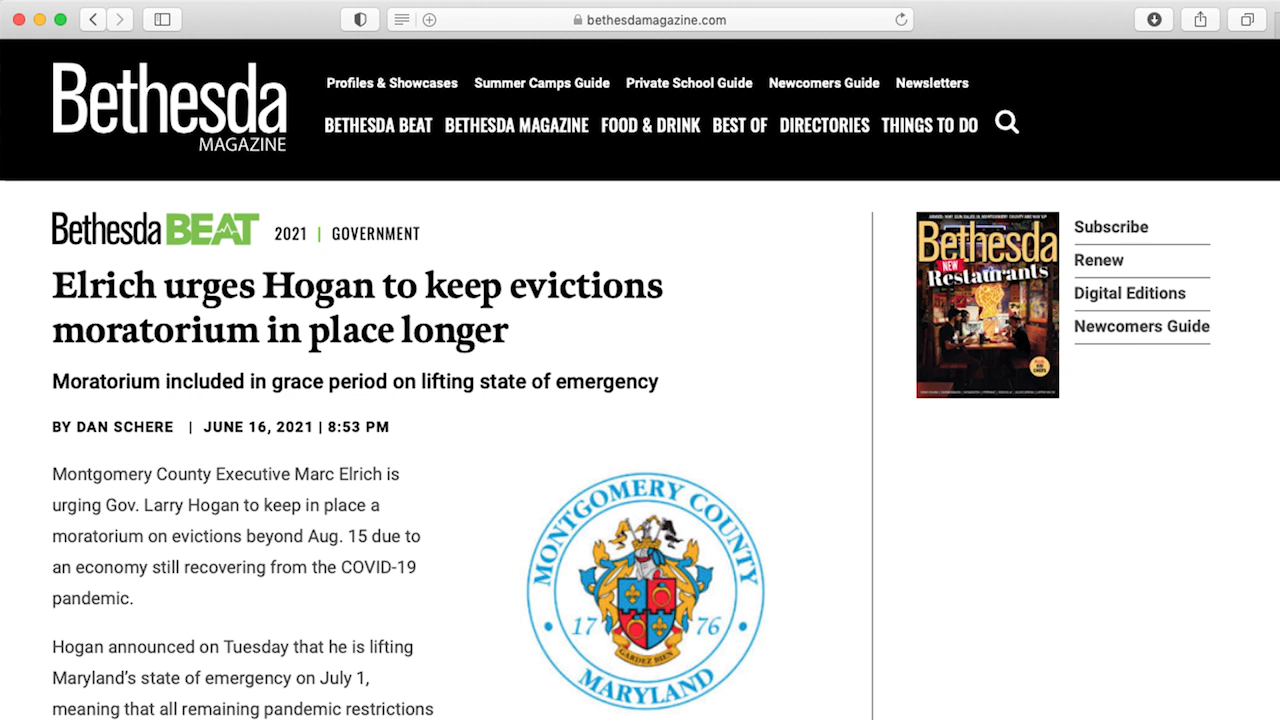 bethesdamagazine.com
Bethesda
MAGAZINE
Profiles & Showcases Summer Camps Guide Private School Guide Newcomers Guide Newsletters
BETHESDA BEAT BETHESDA MAGAZINE FOOD & DRINK BEST OF DIRECTORIES THINGS TO DO
Bethesda BEAT 2021 | GOVERNMENT
Elrich urges Hogan to keep evictions
moratorium in place longer
Moratorium included in grace period on lifting state of emergency
BY DAN SCHERE | JUNE 16, 2021 | 8:53 PM
Montgomery County Executive Marc Elrich is
urging Gov. Larry Hogan to keep in place a
moratorium on evictions beyond Aug. 15 due to
an economy still recovering from the COVID-19
pandemic.
Hogan announced on Tuesday that he is lifting
Maryland's state of emergency on July 1,
meaning that all remaining pandemic restrictions
MONTGOMERY COUNTY
17 76
GARDEZ BIEN
MARYLAND
Bethesda
NEW
Restaurants
Subscribe
Renew
Digital Editions
Newcomers Guide